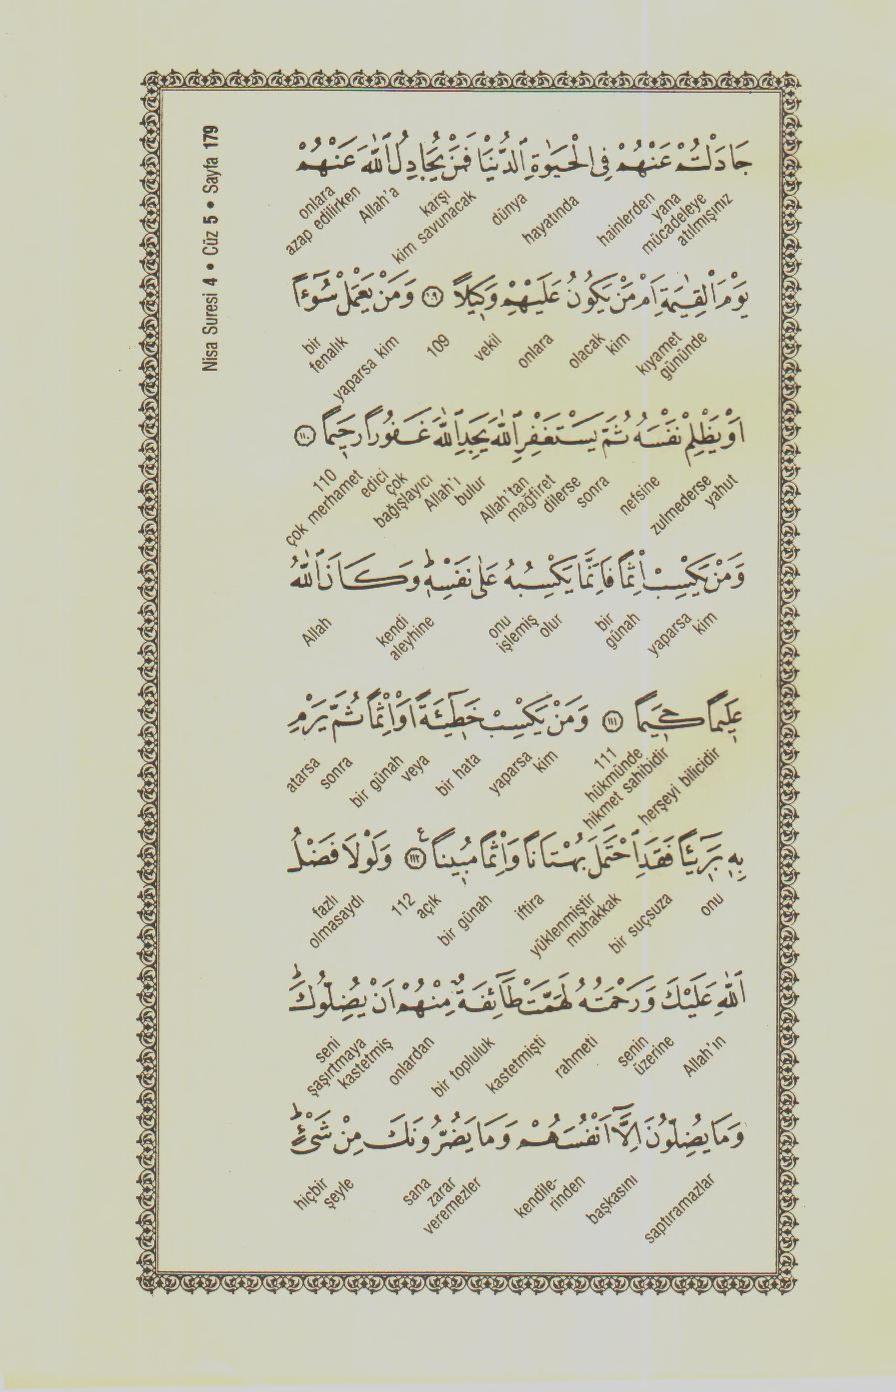 Nisa Suresi 4 • Cüz 5 • Sayfa 179
جَادَلْتُمْ عَنْهُمْ فِي الْحَيٰوةِ الدُّنْيَا فَمَنْ يُجَادِلُ اللّٰهَ عَنْهُمْ
atılmışınız mücadeleye yana hainlerden hayatında dünya kim savunacak karşı Allah'a azap edilirken onlara
يَوْمَ الْقِيٰمَةِ اَمْ مَنْ يَكُونُ عَلَيْهِمْ وَكِيلًا ﴿١٠٩﴾ وَمَنْ يَعْمَلْ سُوٓءًا
gününde kıyamet kim olacak onlara vekil 109 yaparsa kim fenalık bir
اَوْ يَظْلِمْ نَفْسَهُ ثُمَّ يَسْتَغْفِرِ اللّٰهَ يَجِدِ اللّٰهَ غَفُورًا رَحِيمًا ﴿١١٠﴾
yahut zulmederse nefsine sonra dilerse mağfiret Allah'tan bulur Allah'ı bağışlayıcı çok edici çok merhamet 110
وَمَنْ يَكْسِبْ اِثْمًا فَاِنَّمَا يَكْسِبُهُ عَلٰى نَفْسِهِ وَكَانَ اللّٰهُ
kim yaparsa günah bir olur işlemiş onu aleyhine kendi Allah
عَلِيمًا حَكِيمًا ﴿١١١﴾ وَمَنْ يَكْسِبْ خَطِيٓئَةً اَوْ اِثْمًا ثُمَّ يَرْمِ
herşeyi bilicidir hikmet sahibidir hükmünde 111 kim yaparsa bir hata veya bir günah sonra atarsa
بِهِ بَرِيٓئًا فَقَدِ احْتَمَلَ بُهْتَانًا وَاِثْمًا مُبِينًا ﴿١١٢﴾ ع وَلَوْلَا فَضْلُ
onu bir suçsuza muhakkak yüklenmiştir iftira bir günah açık 112 olmasaydı fazlı
اللّٰهِ عَلَيْكَ وَرَحْمَتُهُ لَهَمَّتْ طَٓائِفَةٌ مِنْهُمْ اَنْ يُضِلُّوكَ
Allah'ın üzerine senin rahmeti kastetmişti bir topluluk onlardan kastetmiş şaşırtmaya seni
وَمَا يُضِلُّونَ اِلَّٓا اَنْفُسَهُمْ وَمَا يَضُرُّونَكَ مِنْ شَيْءٍ
saptıramazlar başkasını kendile- rinden veremezler zarar sana şeyle hiçbir